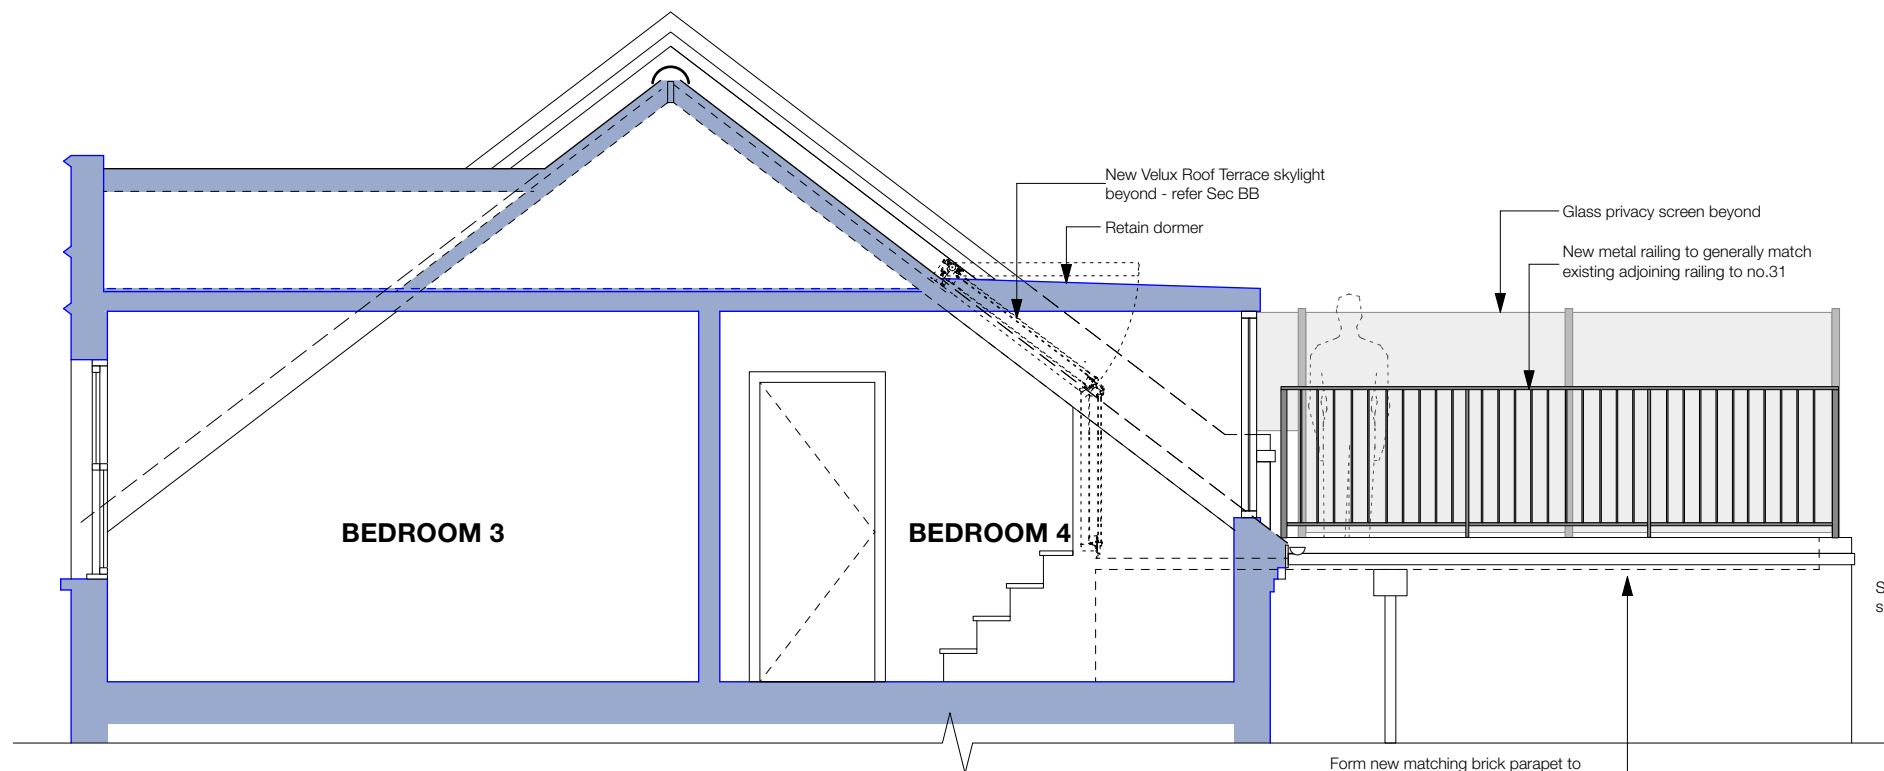 New Velux Roof Terrace skylight
beyond - refer Sec BB
Retain dormer
Glass privacy screen beyond
New metal railing to generally match
existing adjoining railing to no.31
BEDROOM 3
BEDROOM 4
S
s
Form new matching brick parapet to